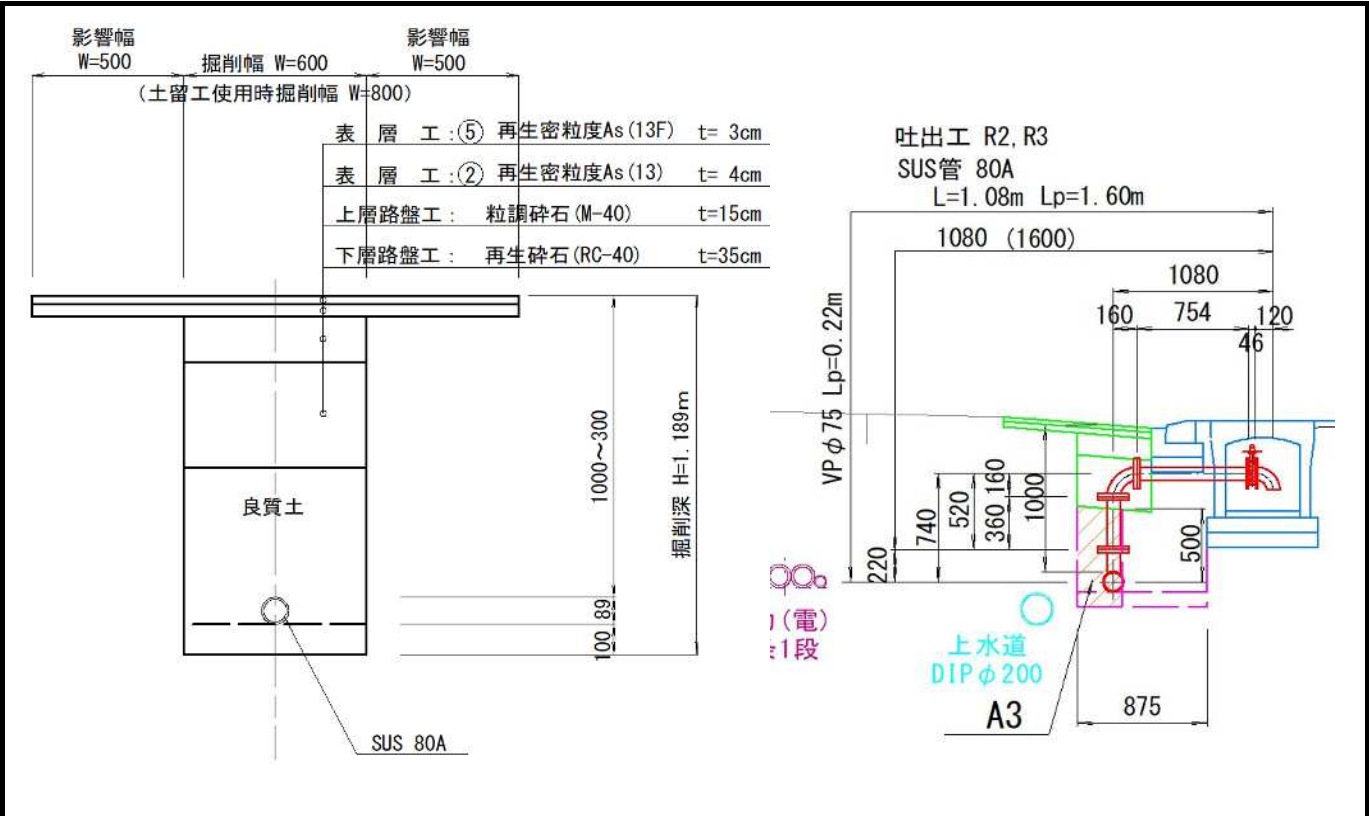 影響幅
W=500
掘削幅 W=600
影響幅
W=500
(土留工使用時掘削幅 W=800)
表 層 工:⑤ 再生密粒度As(13F) t= 3cm
表 層 工:② 再生密粒度As(13) t= 4cm
上層路盤工: 粒調砕石(M-40) t=15cm
下層路盤工: 再生砕石(RC-40) t=35cm
良質土
1000~300
89
100
掘削深 H=1.189m
SUS 80A
吐出工 R2,R3
SUS管 80A
L=1.08m Lp=1.60m
1080 (1600)
1080
160
754
120
46
VPφ75 Lp=0.22m
220
740
520
160
360
1000
500
(電)
1段
上水道
DIPφ200
A3
875